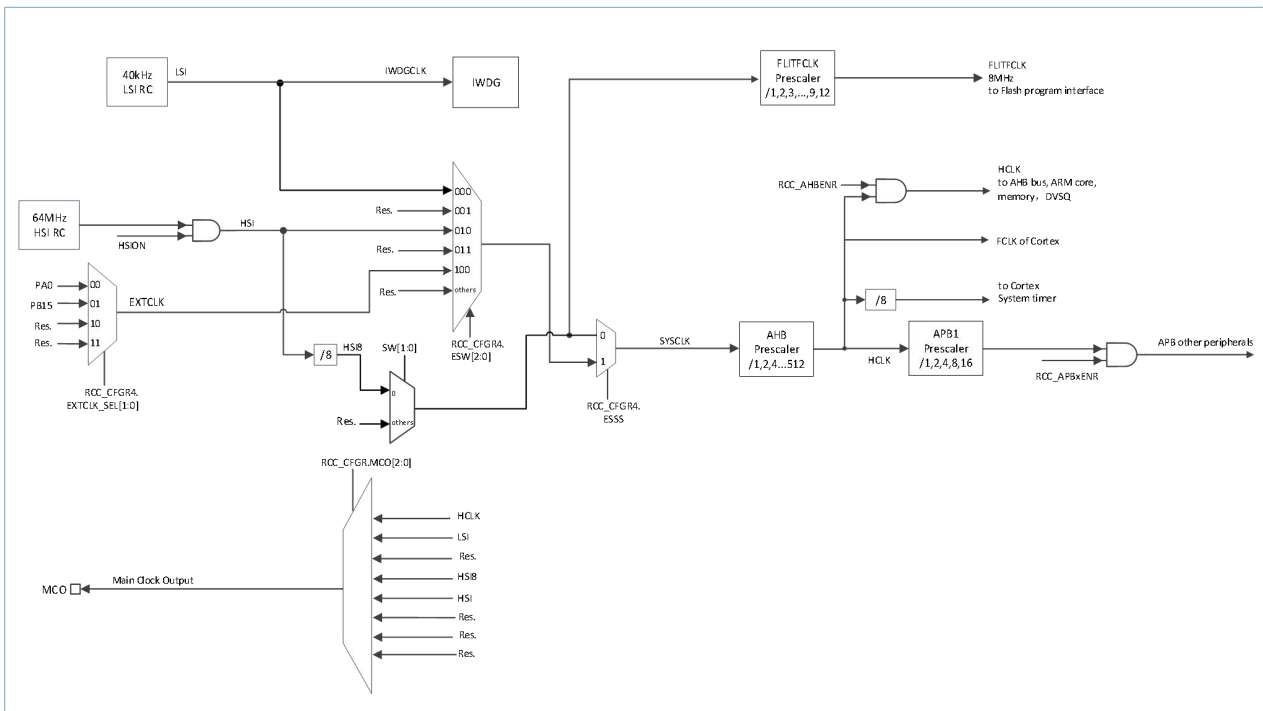 40kHz
LSI RC
LSI
IWDGCLK
IWDG
FLITFCLK
Prescaler
/1,2,3,...,9,12
FLITFCLK
8MHz
to Flash program interface
64MHz
HSI RC
HSION
HSI
000
001
010
011
100
others
Res.
Res.
Res.
RCC_CFGR4.
ESW[2:0]
PA0
PB15
Res.
Res.
00
01
10
11
EXTCLK
RCC_CFGR4.
EXTCLK_SEL[1:0]
/8
HSI8
SW[1:0]
0
others
Res.
0
1
RCC_CFGR4.
ESSS
SYSCLK
AHB
Prescaler
/1,2,4...512
RCC_AHBENR
HCLK
to AHB bus, ARM core,
memory, DVSQ
FCLK of Cortex
/8
to Cortex
System timer
HCLK
APB1
Prescaler
/1,2,4,8,16
RCC_APBxENR
APB other peripherals
RCC_CFGR.MCO[2:0]
HCLK
LSI
Res.
HSI8
HSI
Res.
Res.
Res.
MCO
Main Clock Output